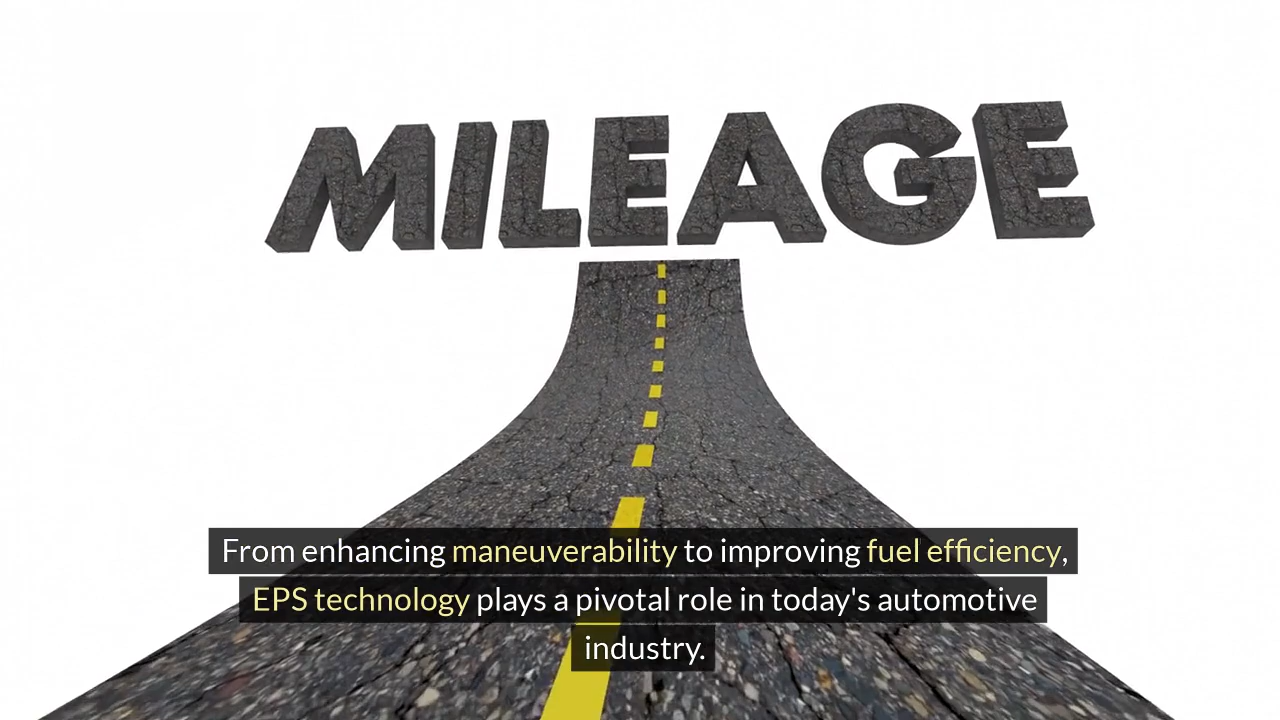 MILEAGE
From enhancing maneuverability to improving fuel efficiency,
EPS technology plays a pivotal role in today's automotive
industry.